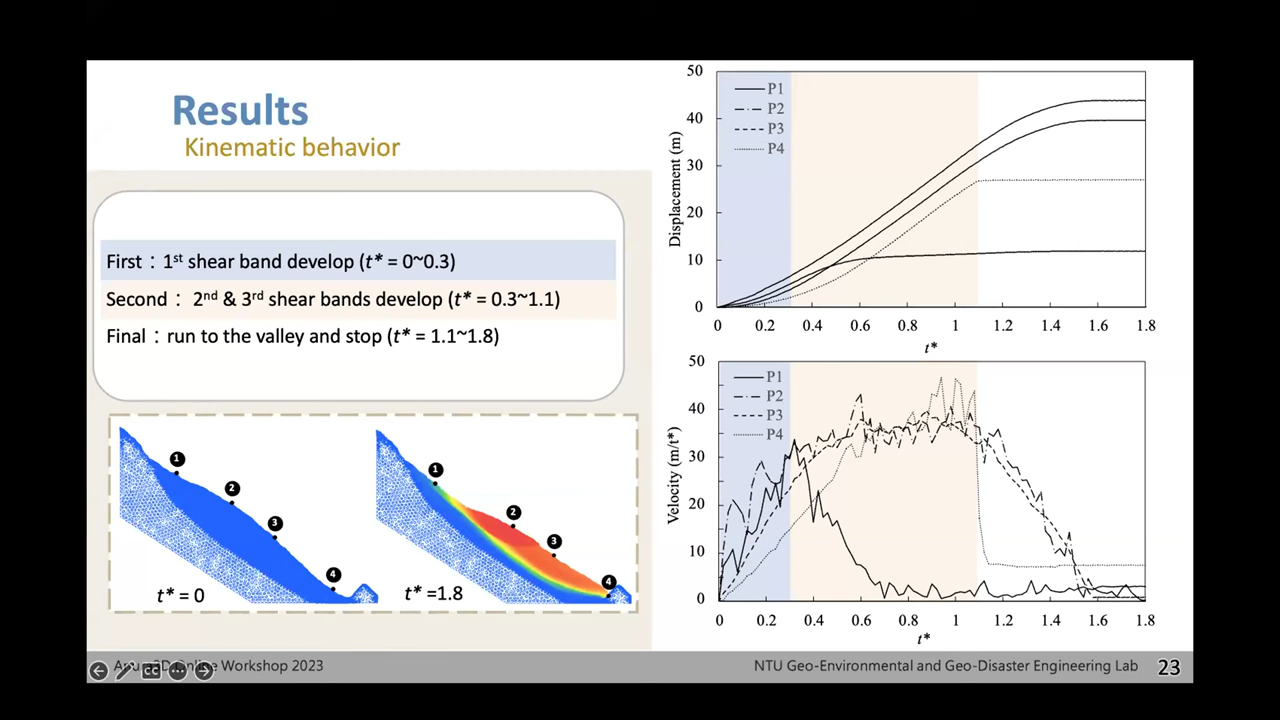 Results
Kinematic behavior
First：1st shear band develop (t* = 0~0.3)
Second： 2nd & 3rd shear bands develop (t* = 0.3~1.1)
Final：run to the valley and stop (t* = 1.1~1.8)
1
2
3
4
t* = 0
1
2
3
4
t* =1.8
50
40
30
20
10
0
Displacement (m)
P1
P2
P3
P4
0 0.2 0.4 0.6 0.8 1 1.2 1.4 1.6 1.8
t*
50
40
30
20
10
0
Velocity (m/t*)
P1
P2
P3
P4
0 0.2 0.4 0.6 0.8 1 1.2 1.4 1.6 1.8
t*
Workshop 2023
CC
NTU Geo-Environmental and Geo-Disaster Engineering Lab
23